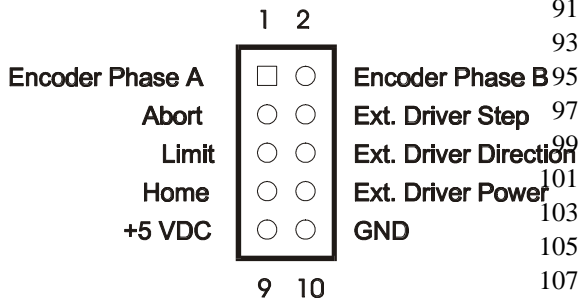 1 2 91
93
Encoder Phase A Encoder Phase B 95
Abort Ext. Driver Step 97
Limit Ext. Driver Direction 99
Home Ext. Driver Power 101
+5 VDC GND 103
105
9 10 107